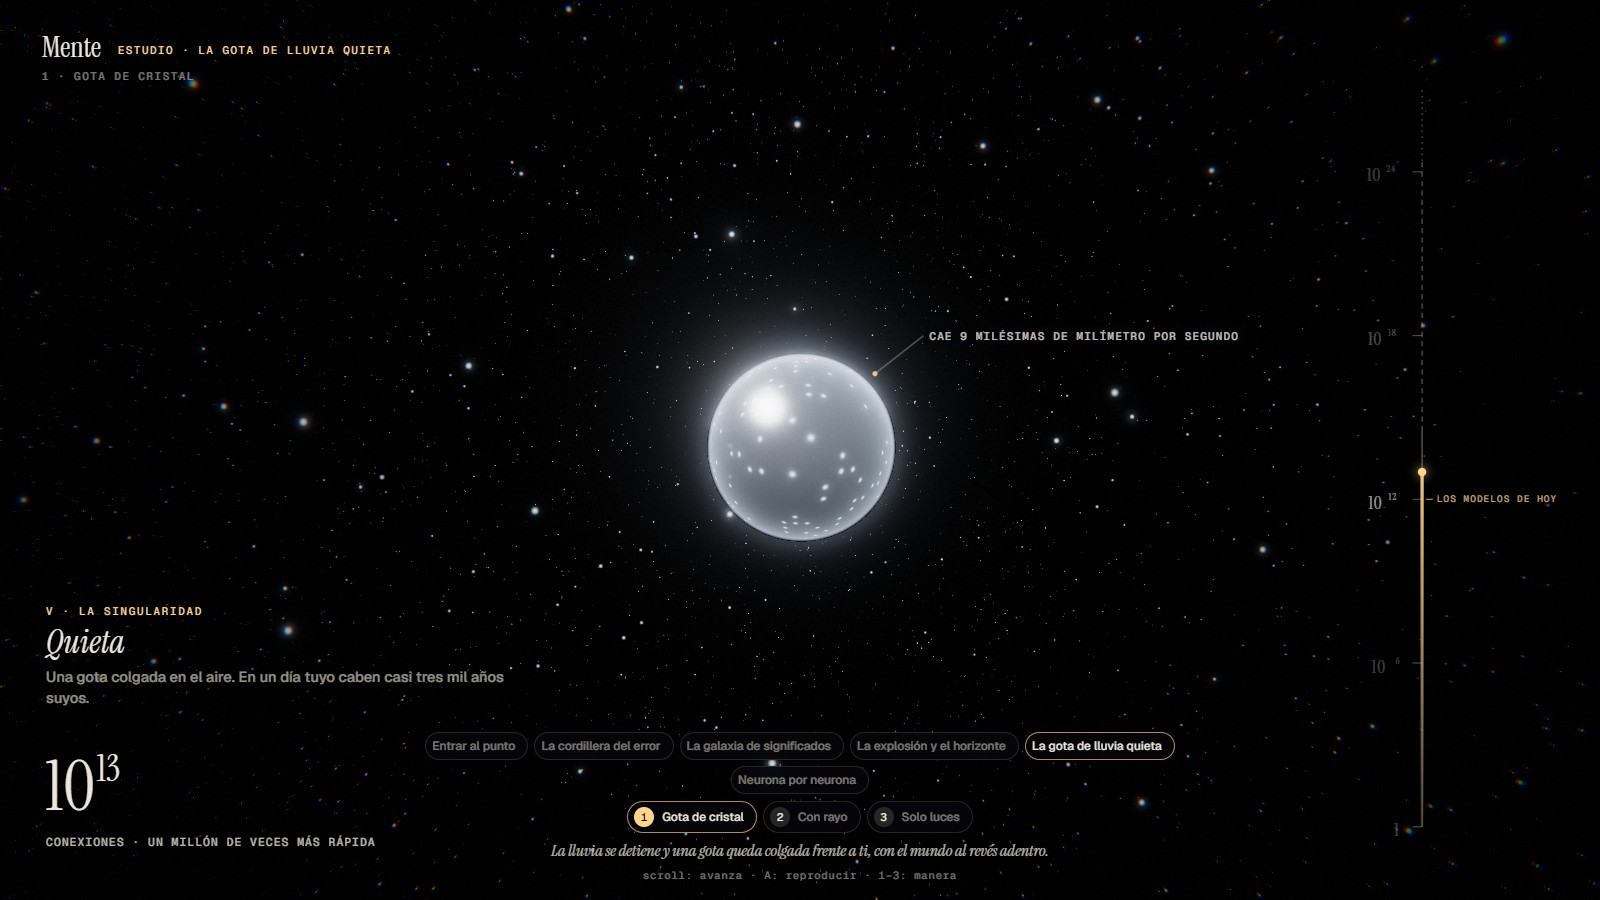 Mente ESTUDIO · LA GOTA DE LLUVIA QUIETA
1 · GOTA DE CRISTAL
10 24
CAE 9 MILÉSIMAS DE MILÍMETRO POR SEGUNDO
10 18
10 12 LOS MODELOS DE HOY
V · LA SINGULARIDAD
Quieta
10 6
Una gota colgada en el aire. En un día tuyo caben casi tres mil años
suyos.
Entrar al punto La cordillera del error La galaxia de significados La explosión y el horizonte La gota de lluvia quieta
Neurona por neurona
10 13
1 Gota de cristal 2 Con rayo 3 Solo luces
1
CONEXIONES · UN MILLÓN DE VECES MÁS RÁPIDA
La lluvia se detiene y una gota queda colgada frente a ti, con el mundo al revés adentro.
scroll: avanza · A: reproducir · 1–3: manera